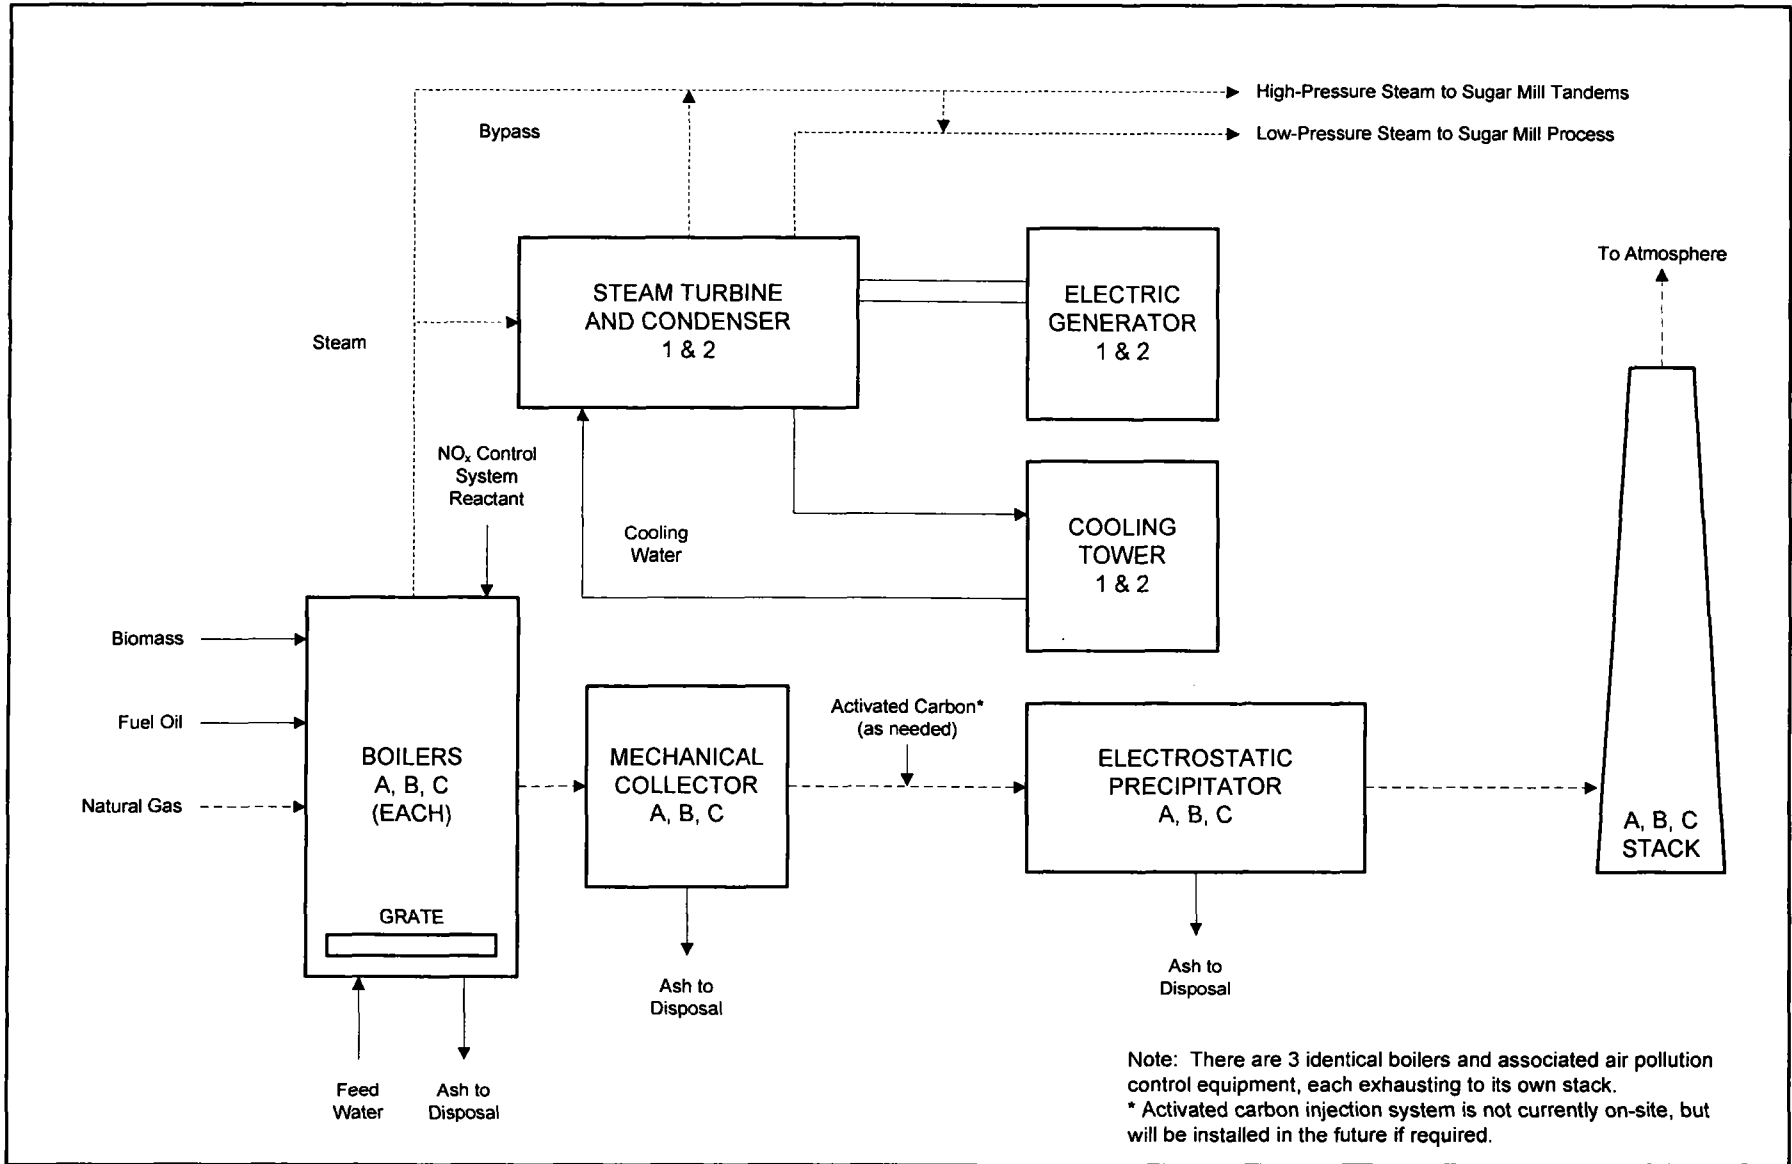 High-Pressure Steam to Sugar Mill Tandems
Bypass
Low-Pressure Steam to Sugar Mill Process
To Atmosphere
STEAM TURBINE
AND CONDENSER
1 & 2
ELECTRIC
GENERATOR
1 & 2
Steam
NOx Control
System
Reactant
Cooling
Water
COOLING
TOWER
1 & 2
Biomass
Fuel Oil
Natural Gas
BOILERS
A, B, C
(EACH)
GRATE
MECHANICAL
COLLECTOR
A, B, C
Activated Carbon*
(as needed)
ELECTROSTATIC
PRECIPITATOR
A, B, C
A, B, C
STACK
Feed
Water
Ash to
Disposal
Ash to
Disposal
Ash to
Disposal
Note: There are 3 identical boilers and associated air pollution
control equipment, each exhausting to its own stack.
* Activated carbon injection system is not currently on-site, but
will be installed in the future if required.